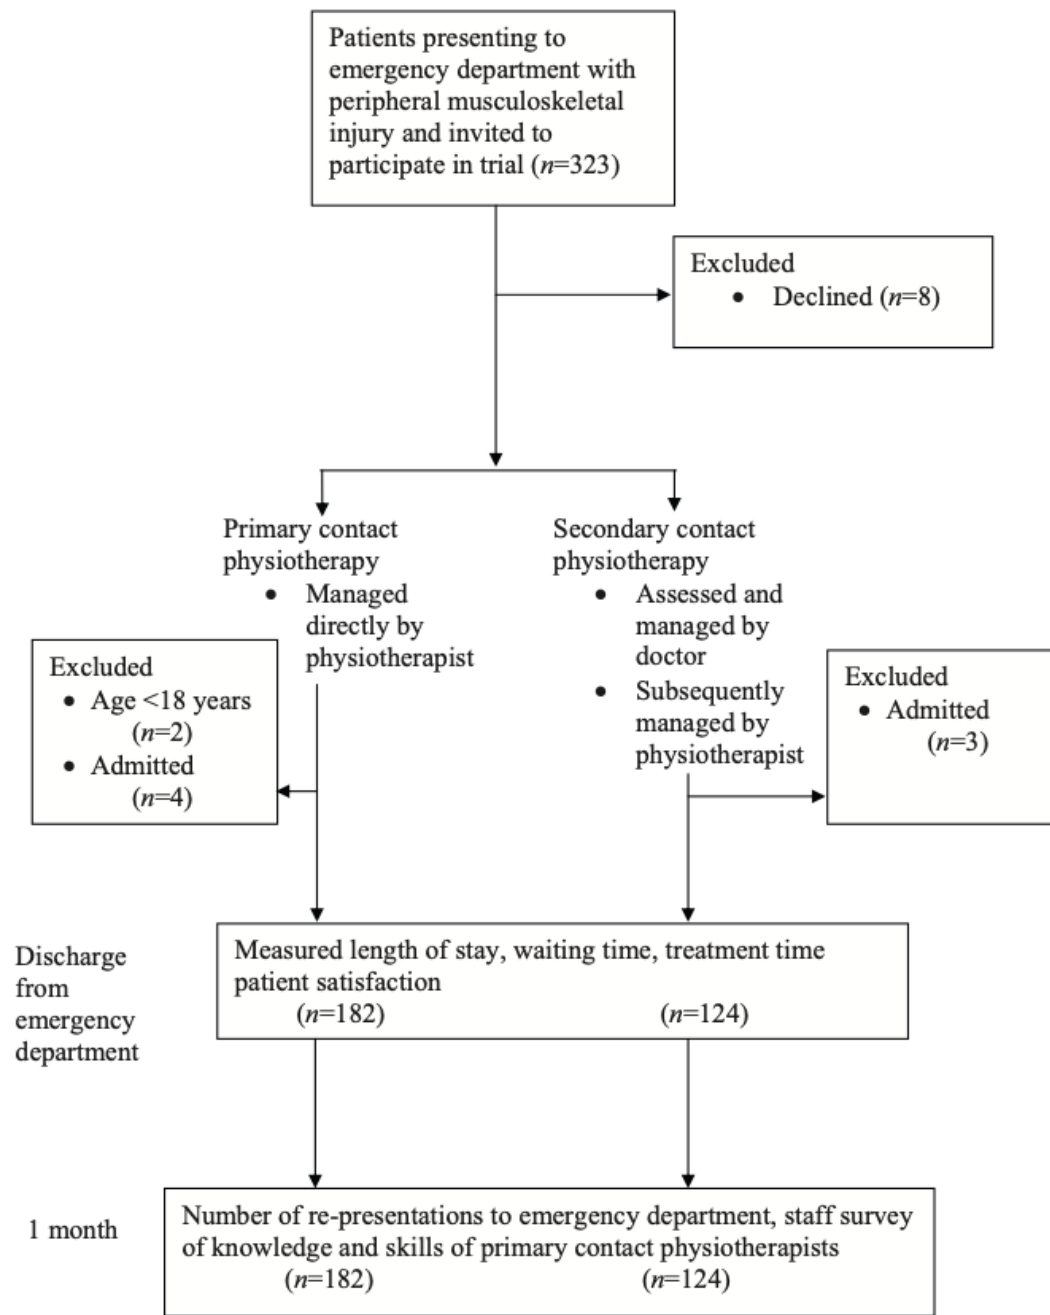 Patients presenting to
emergency department with
peripheral musculoskeletal
injury and invited to
participate in trial (n=323)
Excluded
• Declined (n=8)
Primary contact
physiotherapy
• Managed
directly by
physiotherapist
Secondary contact
physiotherapy
• Assessed and
managed by
doctor
• Subsequently
managed by
physiotherapist
Excluded
• Age <18 years
(n=2)
• Admitted
(n=4)
Excluded
• Admitted
(n=3)
Discharge
from
emergency
department
Measured length of stay, waiting time, treatment time
patient satisfaction
(n=182) (n=124)
1 month
Number of re-presentations to emergency department, staff survey
of knowledge and skills of primary contact physiotherapists
(n=182) (n=124)